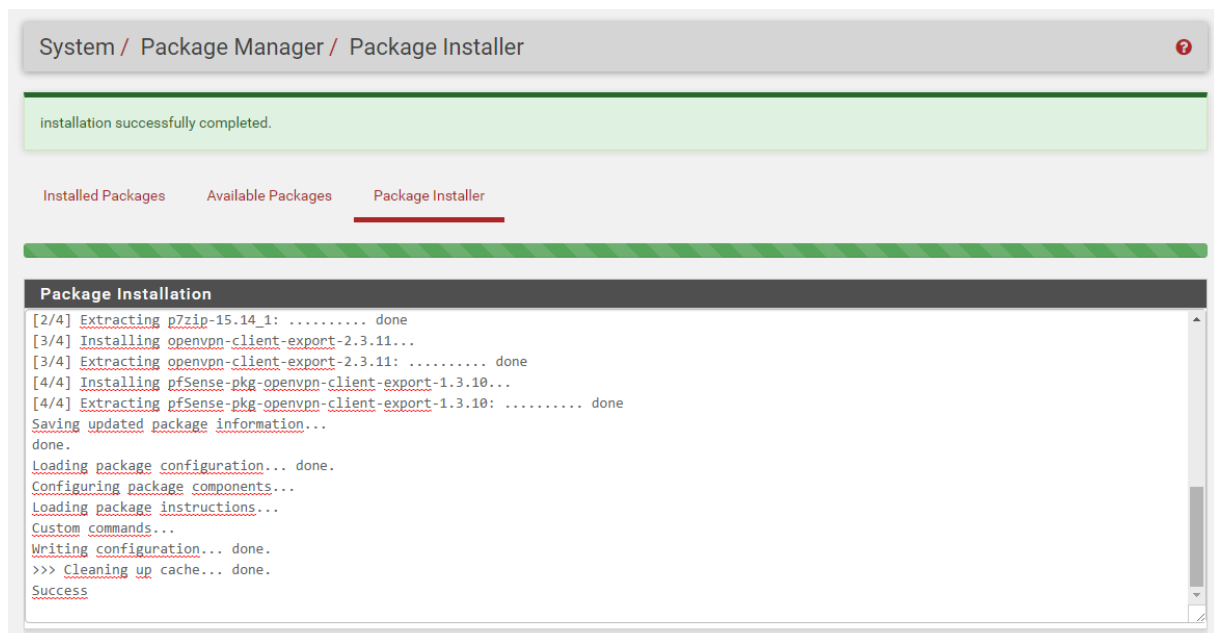 System / Package Manager / Package Installer
installation successfully completed.
Installed Packages Available Packages Package Installer
Package Installation
[2/4] Extracting p7zip-15.14_1: .......... done
[3/4] Installing openvpn-client-export-2.3.11...
[3/4] Extracting openvpn-client-export-2.3.11: .......... done
[4/4] Installing pfSense-pkg-openvpn-client-export-1.3.10...
[4/4] Extracting pfSense-pkg-openvpn-client-export-1.3.10: .......... done
Saving updated package information...
done.
Loading package configuration... done.
Configuring package components...
Loading package instructions...
Custom commands...
Writing configuration... done.
>>> Cleaning up cache... done.
Success